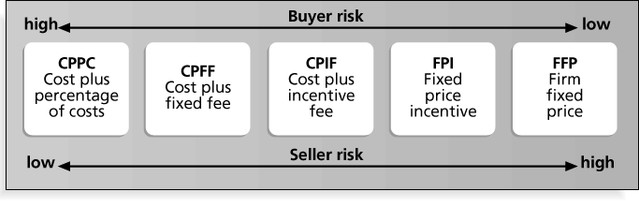 Buyer risk
high
low
CPPC
Cost plus
percentage
of costs
CPFF
Cost plus
fixed fee
CPIF
Cost plus
incentive
fee
FPI
Fixed
price
incentive
FFP
Firm
fixed
price
Seller risk
low
high